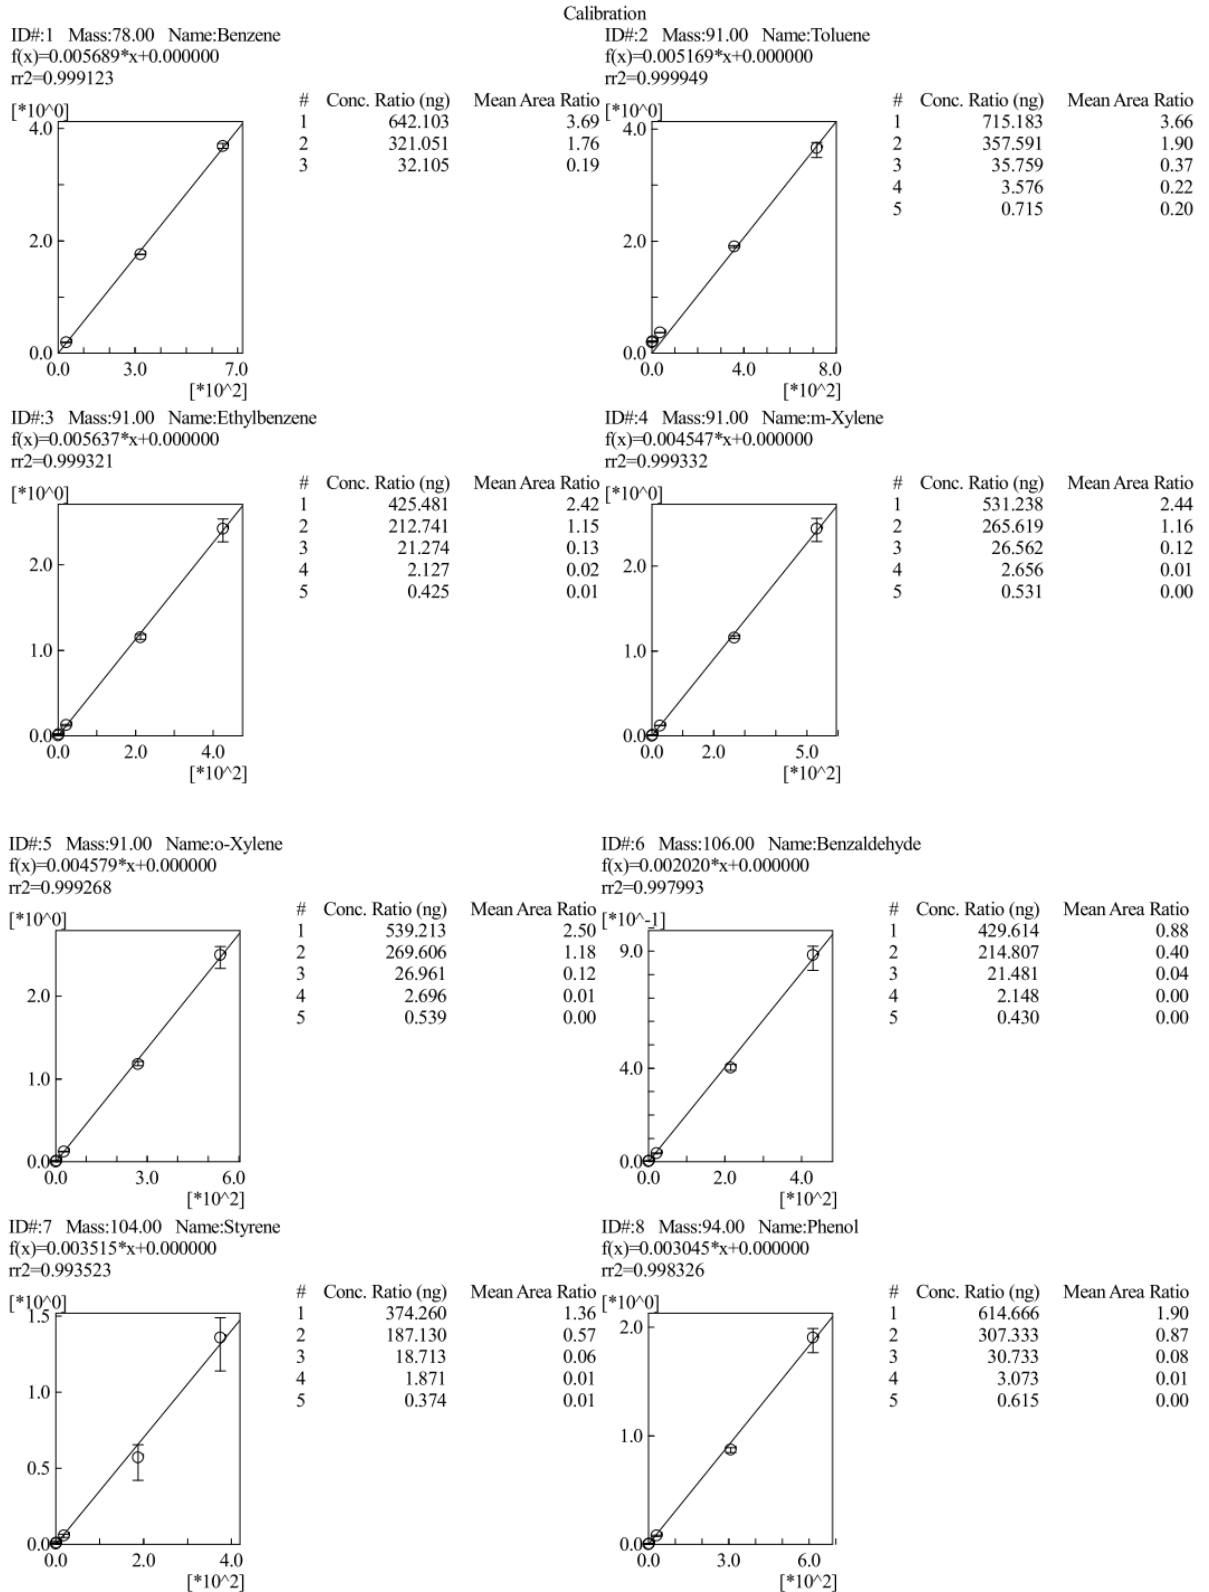 Calibration
ID#:1 Mass:78.00 Name:Benzene
f(x)=0.005689*x+0.000000
rr2=0.999123
# Conc. Ratio (ng) Mean Area Ratio
1 642.103 3.69
2 321.051 1.76
3 32.105 0.19
[*10^0]
4.0
2.0
0.0
0.0 3.0 7.0
[*10^2]
ID#:2 Mass:91.00 Name:Toluene
f(x)=0.005169*x+0.000000
rr2=0.999949
# Conc. Ratio (ng) Mean Area Ratio
1 715.183 3.66
2 357.591 1.90
3 35.759 0.37
4 3.576 0.22
5 0.715 0.20
[*10^0]
4.0
2.0
0.0
0.0 4.0 8.0
[*10^2]
ID#:3 Mass:91.00 Name:Ethylbenzene
f(x)=0.005637*x+0.000000
rr2=0.999321
# Conc. Ratio (ng) Mean Area Ratio
1 425.481 2.42
2 212.741 1.15
3 21.274 0.13
4 2.127 0.02
5 0.425 0.01
[*10^0]
2.0
1.0
0.0
0.0 2.0 4.0
[*10^2]
ID#:4 Mass:91.00 Name:m-Xylene
f(x)=0.004547*x+0.000000
rr2=0.999332
# Conc. Ratio (ng) Mean Area Ratio
1 531.238 2.44
2 265.619 1.16
3 26.562 0.12
4 2.656 0.01
5 0.531 0.00
[*10^0]
2.0
1.0
0.0
0.0 2.0 5.0
[*10^2]
ID#:5 Mass:91.00 Name:o-Xylene
f(x)=0.004579*x+0.000000
rr2=0.999268
# Conc. Ratio (ng) Mean Area Ratio
1 539.213 2.50
2 269.606 1.18
3 26.961 0.12
4 2.696 0.01
5 0.539 0.00
[*10^0]
2.0
1.0
0.0
0.0 3.0 6.0
[*10^2]
ID#:6 Mass:106.00 Name:Benzaldehyde
f(x)=0.002020*x+0.000000
rr2=0.997993
# Conc. Ratio (ng) Mean Area Ratio
1 429.614 0.88
2 214.807 0.40
3 21.481 0.04
4 2.148 0.00
5 0.430 0.00
[*10^-1]
9.0
4.0
0.0
0.0 2.0 4.0
[*10^2]
ID#:7 Mass:104.00 Name:Styrene
f(x)=0.003515*x+0.000000
rr2=0.993523
# Conc. Ratio (ng) Mean Area Ratio
1 374.260 1.36
2 187.130 0.57
3 18.713 0.06
4 1.871 0.01
5 0.374 0.01
[*10^0]
1.5
1.0
0.5
0.0
0.0 2.0 4.0
[*10^2]
ID#:8 Mass:94.00 Name:Phenol
f(x)=0.003045*x+0.000000
rr2=0.998326
# Conc. Ratio (ng) Mean Area Ratio
1 614.666 1.90
2 307.333 0.87
3 30.733 0.08
4 3.073 0.01
5 0.615 0.00
[*10^0]
2.0
1.0
0.0
0.0 3.0 6.0
[*10^2]